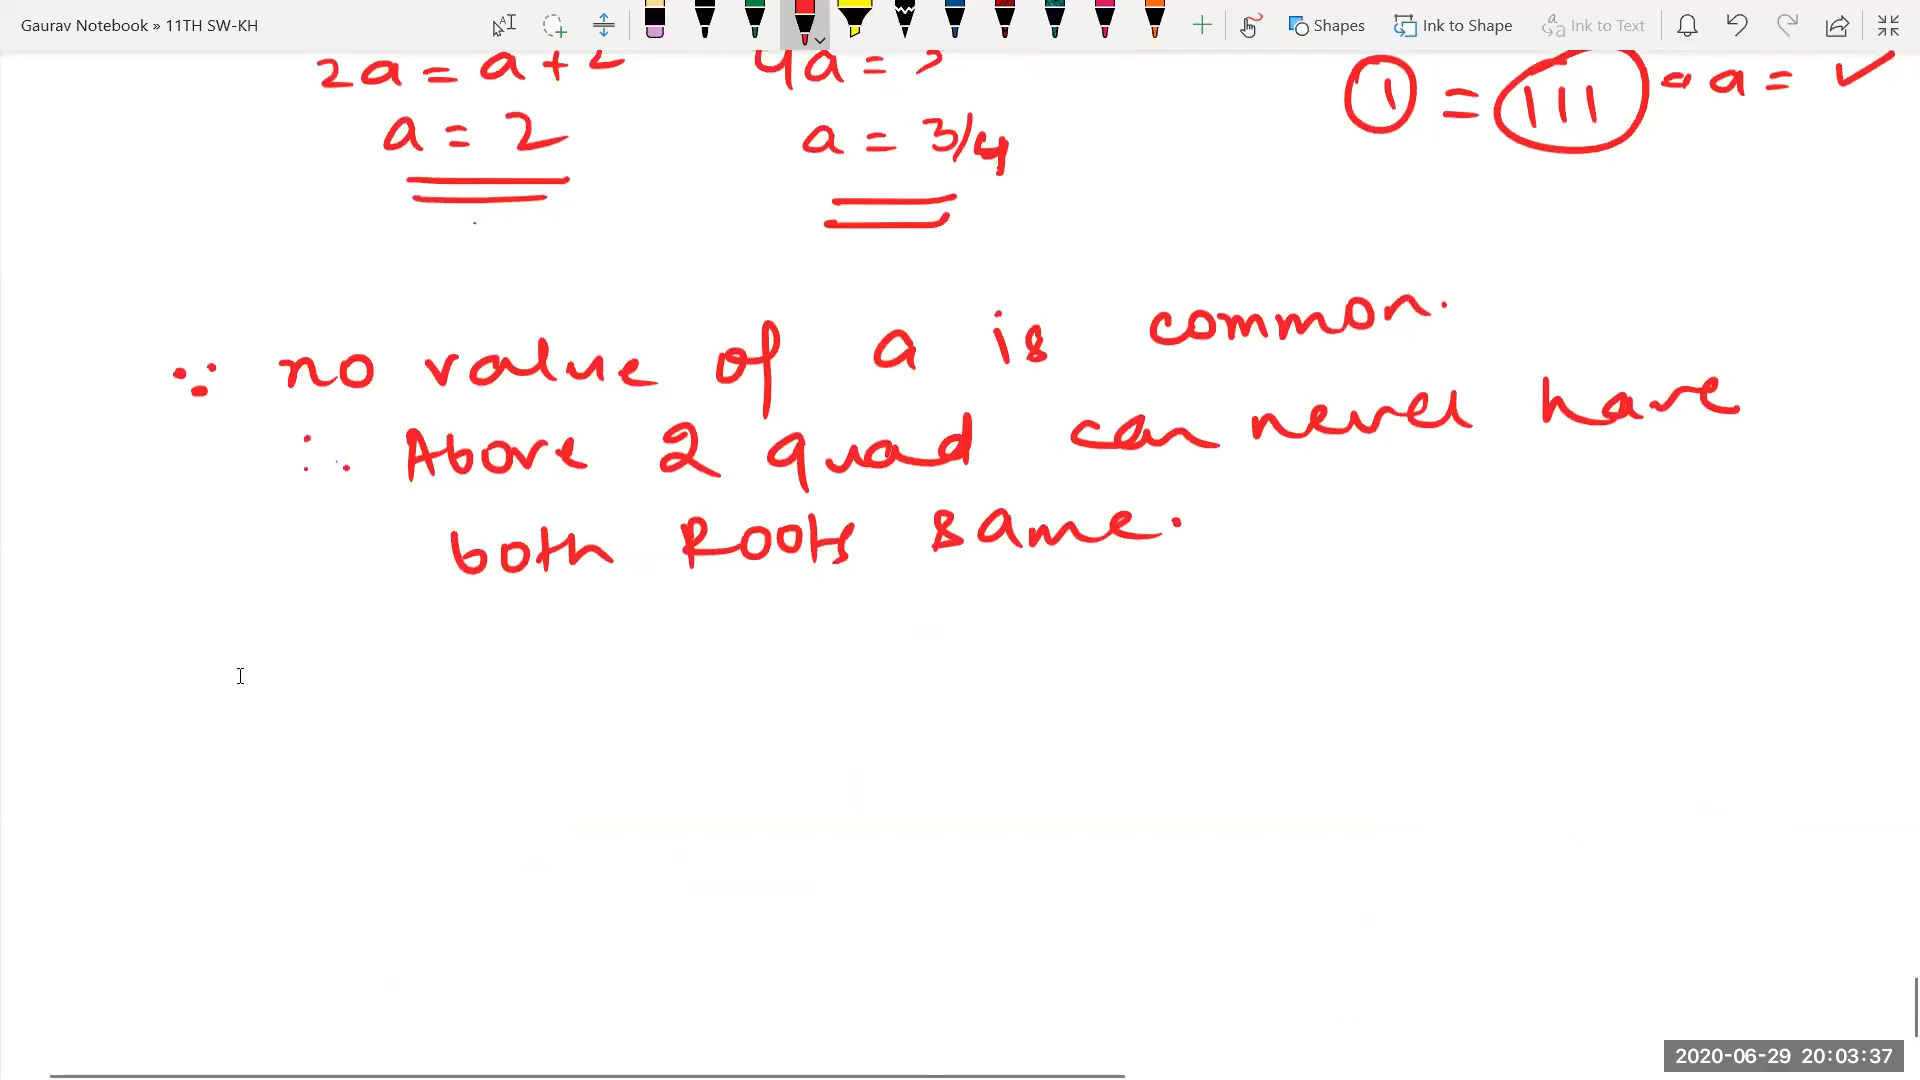 Gaurav Notebook » 11TH SW-KH
Shapes
Ink to Shape
Ink to Text
2a = a + 2
4a = 3
① = III a = ✓
a = 2
a = 3/4
∵ no value of a is common.
∴ Above 2 quad can never have
both Roots same.
2020-06-29 20:03:37